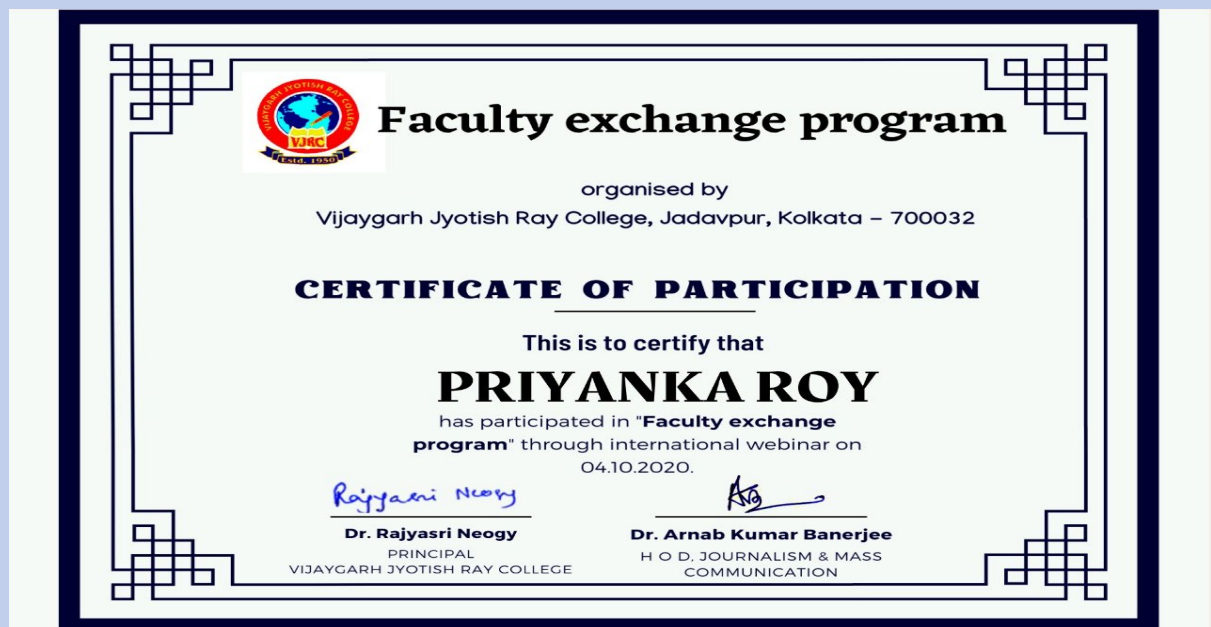 VIJAYGARH JYOTISH RAY COLLEGE
VJRC
Estd. 1950
Faculty exchange program
organised by
Vijaygarh Jyotish Ray College, Jadavpur, Kolkata – 700032
CERTIFICATE OF PARTICIPATION
This is to certify that
PRIYANKA ROY
has participated in "Faculty exchange
program" through international webinar on
04.10.2020.
Rajyasri Neogy
Dr. Rajyasri Neogy
PRINCIPAL
VIJAYGARH JYOTISH RAY COLLEGE
Dr. Arnab Kumar Banerjee
H O D, JOURNALISM & MASS
COMMUNICATION